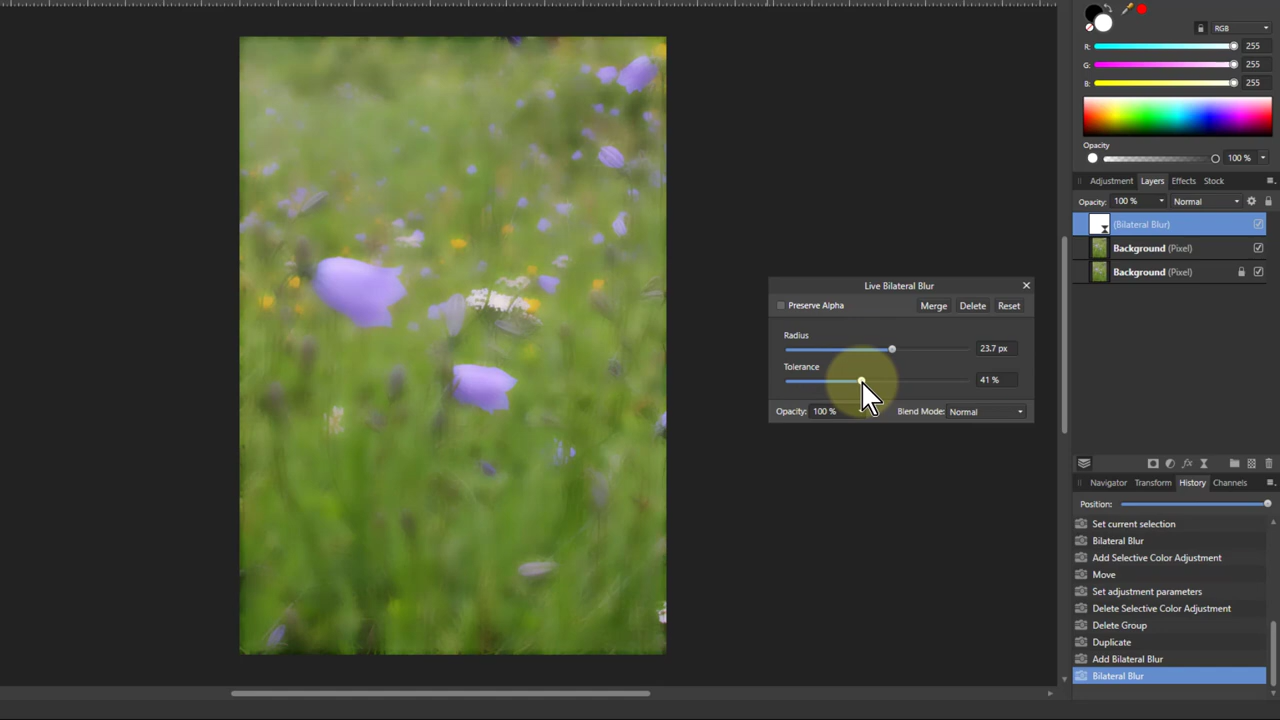 RGB
R: 255
G: 255
B: 255
Opacity
100 %
Adjustment Layers Effects Stock
Opacity: 100 % Normal
(Bilateral Blur)
Background (Pixel)
Background (Pixel)
Live Bilateral Blur
Preserve Alpha Merge Delete Reset
Radius
23.7 px
Tolerance
41 %
Opacity: 100 % Blend Mode: Normal
fx
Navigator Transform History Channels
Position:
Set current selection
Bilateral Blur
Add Selective Color Adjustment
Move
Set adjustment parameters
Delete Selective Color Adjustment
Delete Group
Duplicate
Add Bilateral Blur
Bilateral Blur